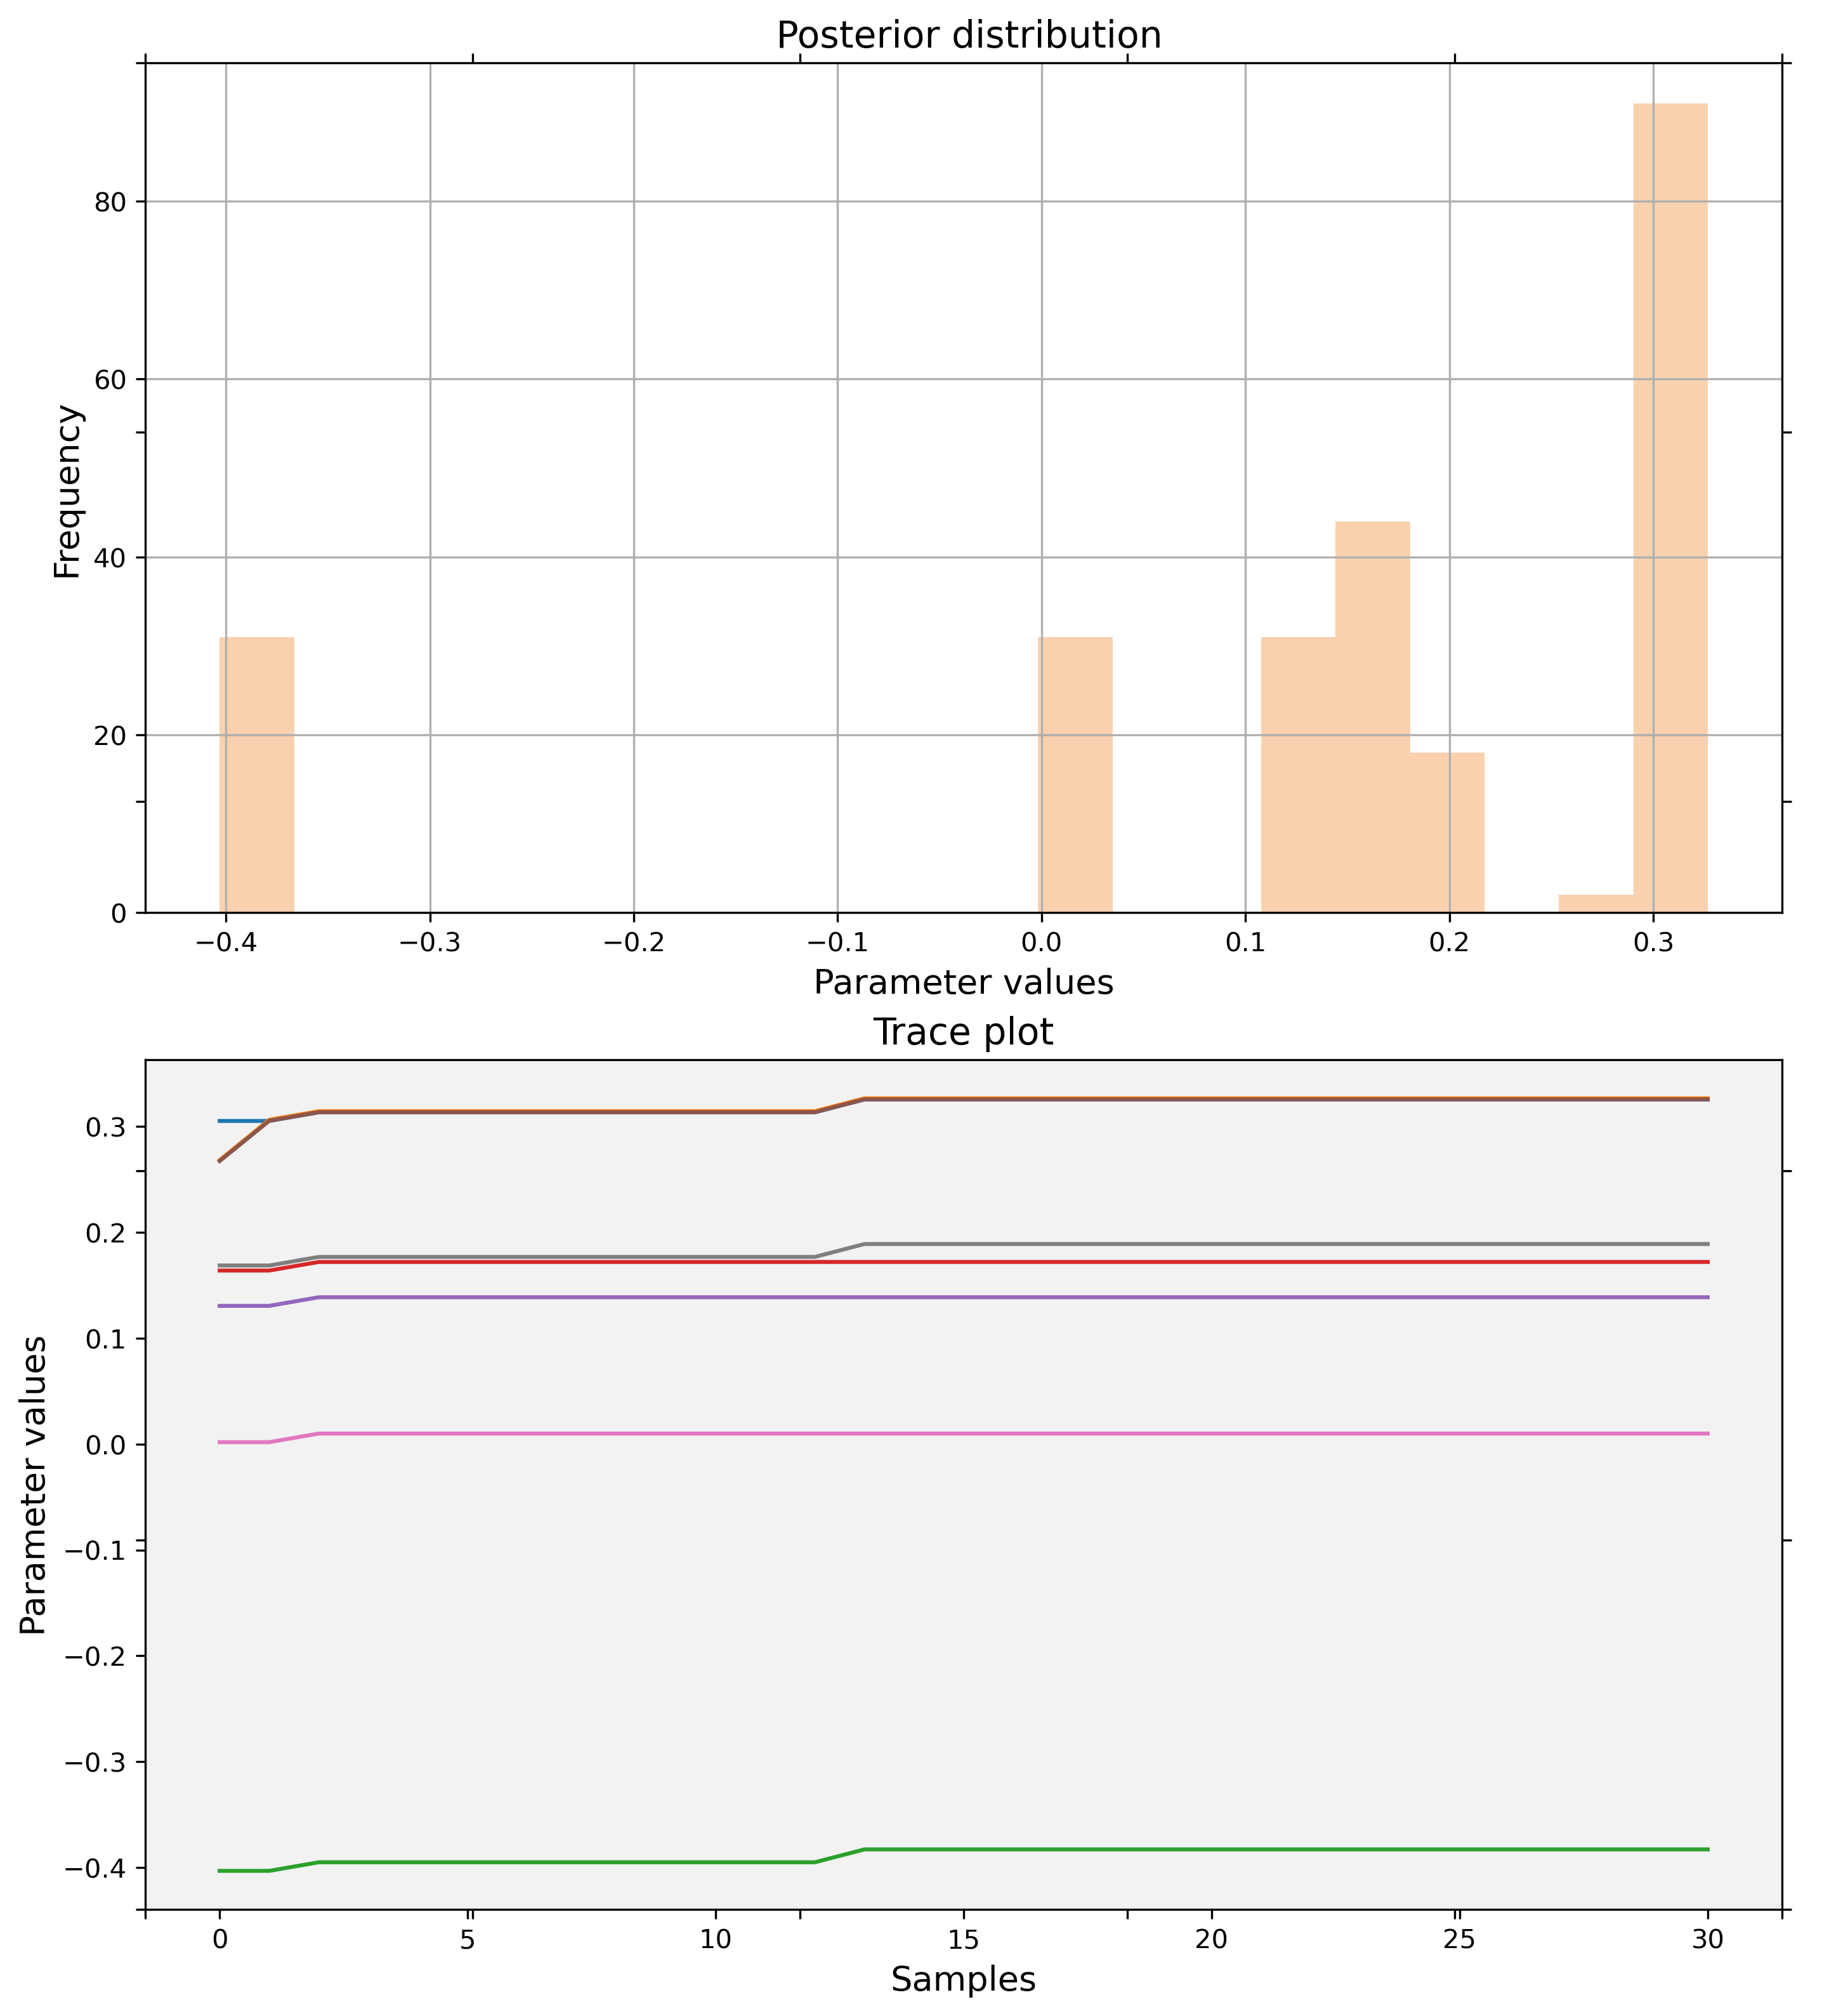 Posterior distribution
Frequency
80
60
40
20
0
−0.4 −0.3 −0.2 −0.1 0.0 0.1 0.2 0.3
Parameter values
Trace plot
Parameter values
0.3
0.2
0.1
0.0
−0.1
−0.2
−0.3
−0.4
0 5 10 15 20 25 30
Samples